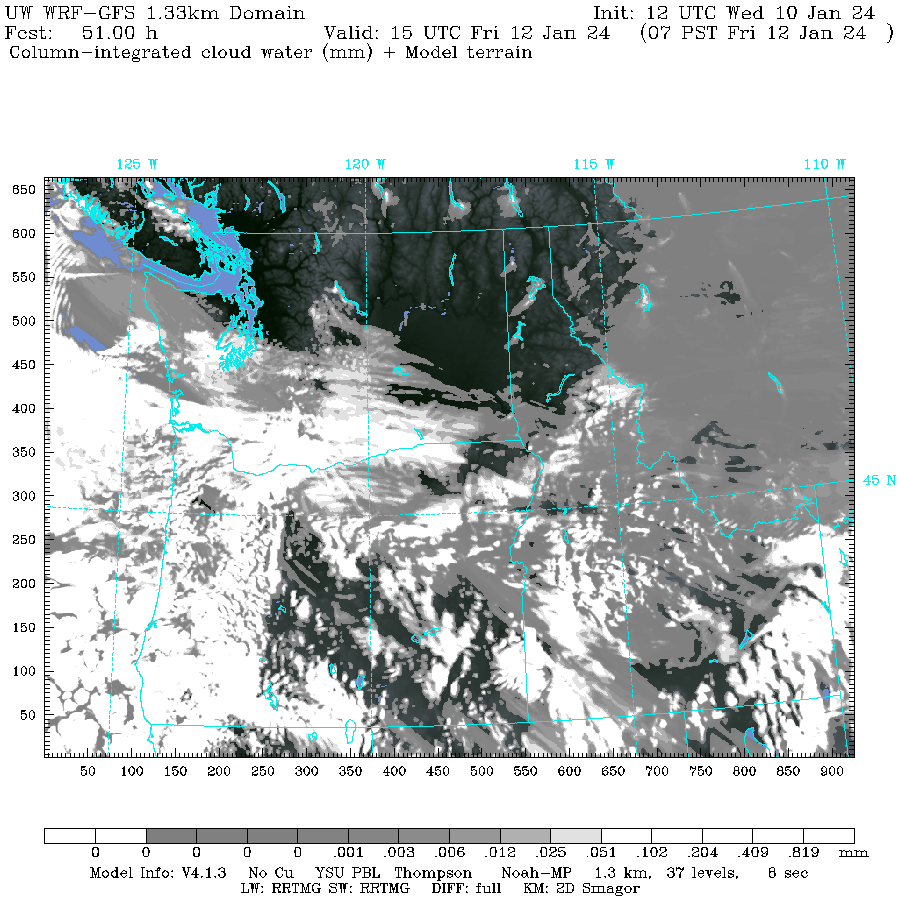 UW WRF-GFS 1.33km Domain Init: 12 UTC Wed 10 Jan 24
Fcst: 51.00 h Valid: 15 UTC Fri 12 Jan 24 (07 PST Fri 12 Jan 24 )
Column-integrated cloud water (mm) + Model terrain
125 W 120 W 115 W 110 W
650
600
550
500
450
400
350
45 N
300
250
200
150
100
50
50 100 150 200 250 300 350 400 450 500 550 600 650 700 750 800 850 900
0 0 0 0 0 .001 .003 .006 .012 .025 .051 .102 .204 .409 .819 mm
Model Info: V4.1.3 No Cu YSU PBL Thompson Noah-MP 1.3 km, 37 levels, 8 sec
LW: RRTMG SW: RRTMG DIFF: full KM: 2D Smagor